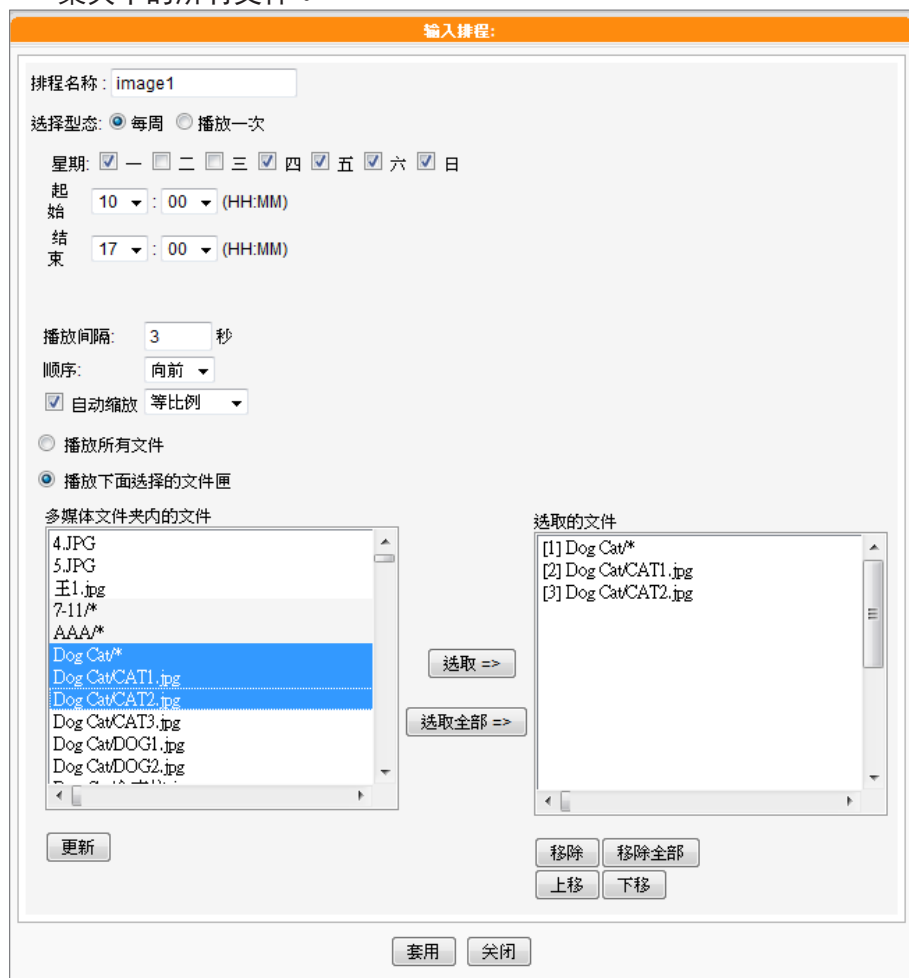 案夹中的所有文件。
输入排程:
排程名称 : image1
选择型态: 每周 播放一次
星期: 一 二 三 四 五 六 日
起始 10 : 00 (HH:MM)
结束 17 : 00 (HH:MM)
播放间隔: 3 秒
顺序: 向前
自动缩放 等比例
播放所有文件
播放下面选择的文件匣
多媒体文件夹内的文件
4.JPG
5.JPG
王1.jpg
7-11/*
AAA/*
Dog Cat/*
Dog Cat/CAT1.jpg
Dog Cat/CAT2.jpg
Dog Cat/CAT3.jpg
Dog Cat/DOG1.jpg
Dog Cat/DOG2.jpg
选取 =>
选取全部 =>
选取的文件
[1] Dog Cat/*
[2] Dog Cat/CAT1.jpg
[3] Dog Cat/CAT2.jpg
更新
移除 移除全部
上移 下移
套用 关闭